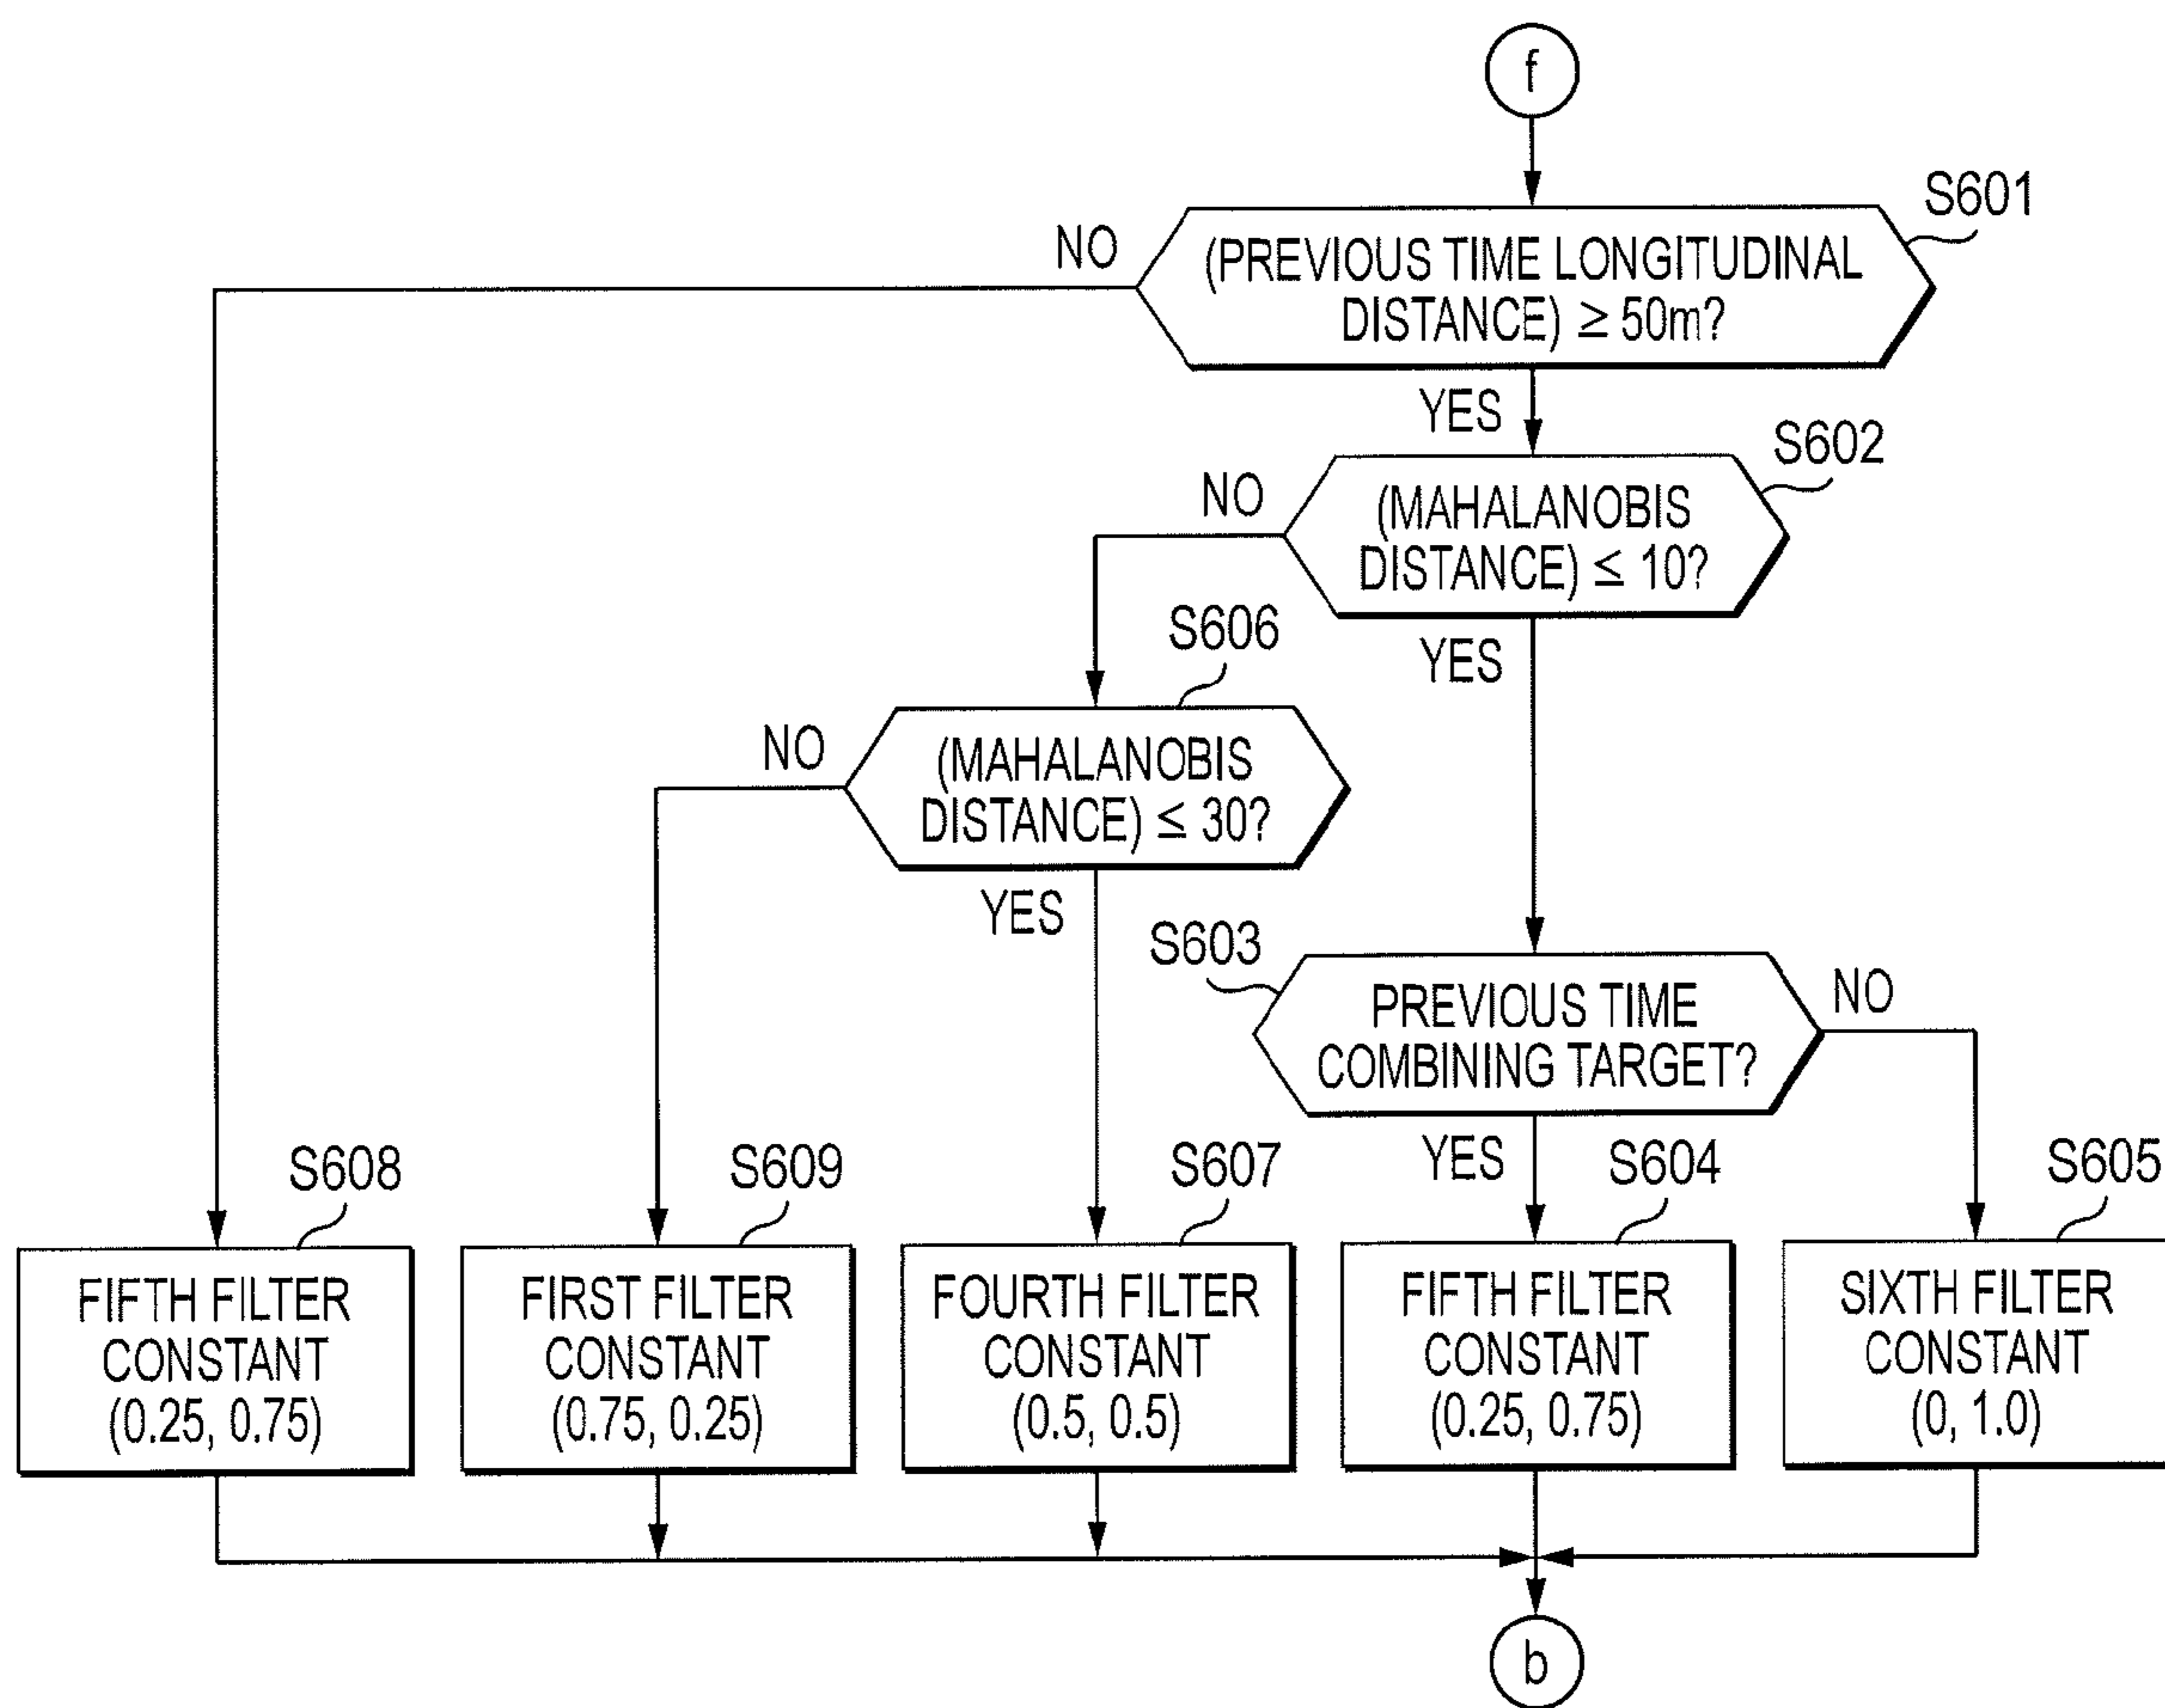 f
S601
NO
(PREVIOUS TIME LONGITUDINAL
DISTANCE) ≥ 50m?
YES
S602
NO
(MAHALANOBIS
DISTANCE) ≤ 10?
YES
S606
NO
(MAHALANOBIS
DISTANCE) ≤ 30?
YES
S603
PREVIOUS TIME
COMBINING TARGET?
NO
YES
S608
FIFTH FILTER
CONSTANT
(0.25, 0.75)
S609
FIRST FILTER
CONSTANT
(0.75, 0.25)
S607
FOURTH FILTER
CONSTANT
(0.5, 0.5)
S604
FIFTH FILTER
CONSTANT
(0.25, 0.75)
S605
SIXTH FILTER
CONSTANT
(0, 1.0)
b